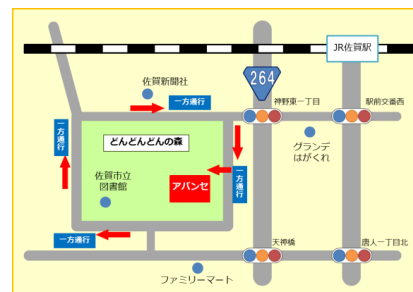 JR佐賀駅
佐賀新聞社
264
一方通行
神野東一丁目
駅前交番西
どんどんどんの森
グランデ
はがくれ
一方通行
佐賀市立
図書館
アバンセ
一方通行
一方通行
天神橋
唐人一丁目北
ファミリーマート